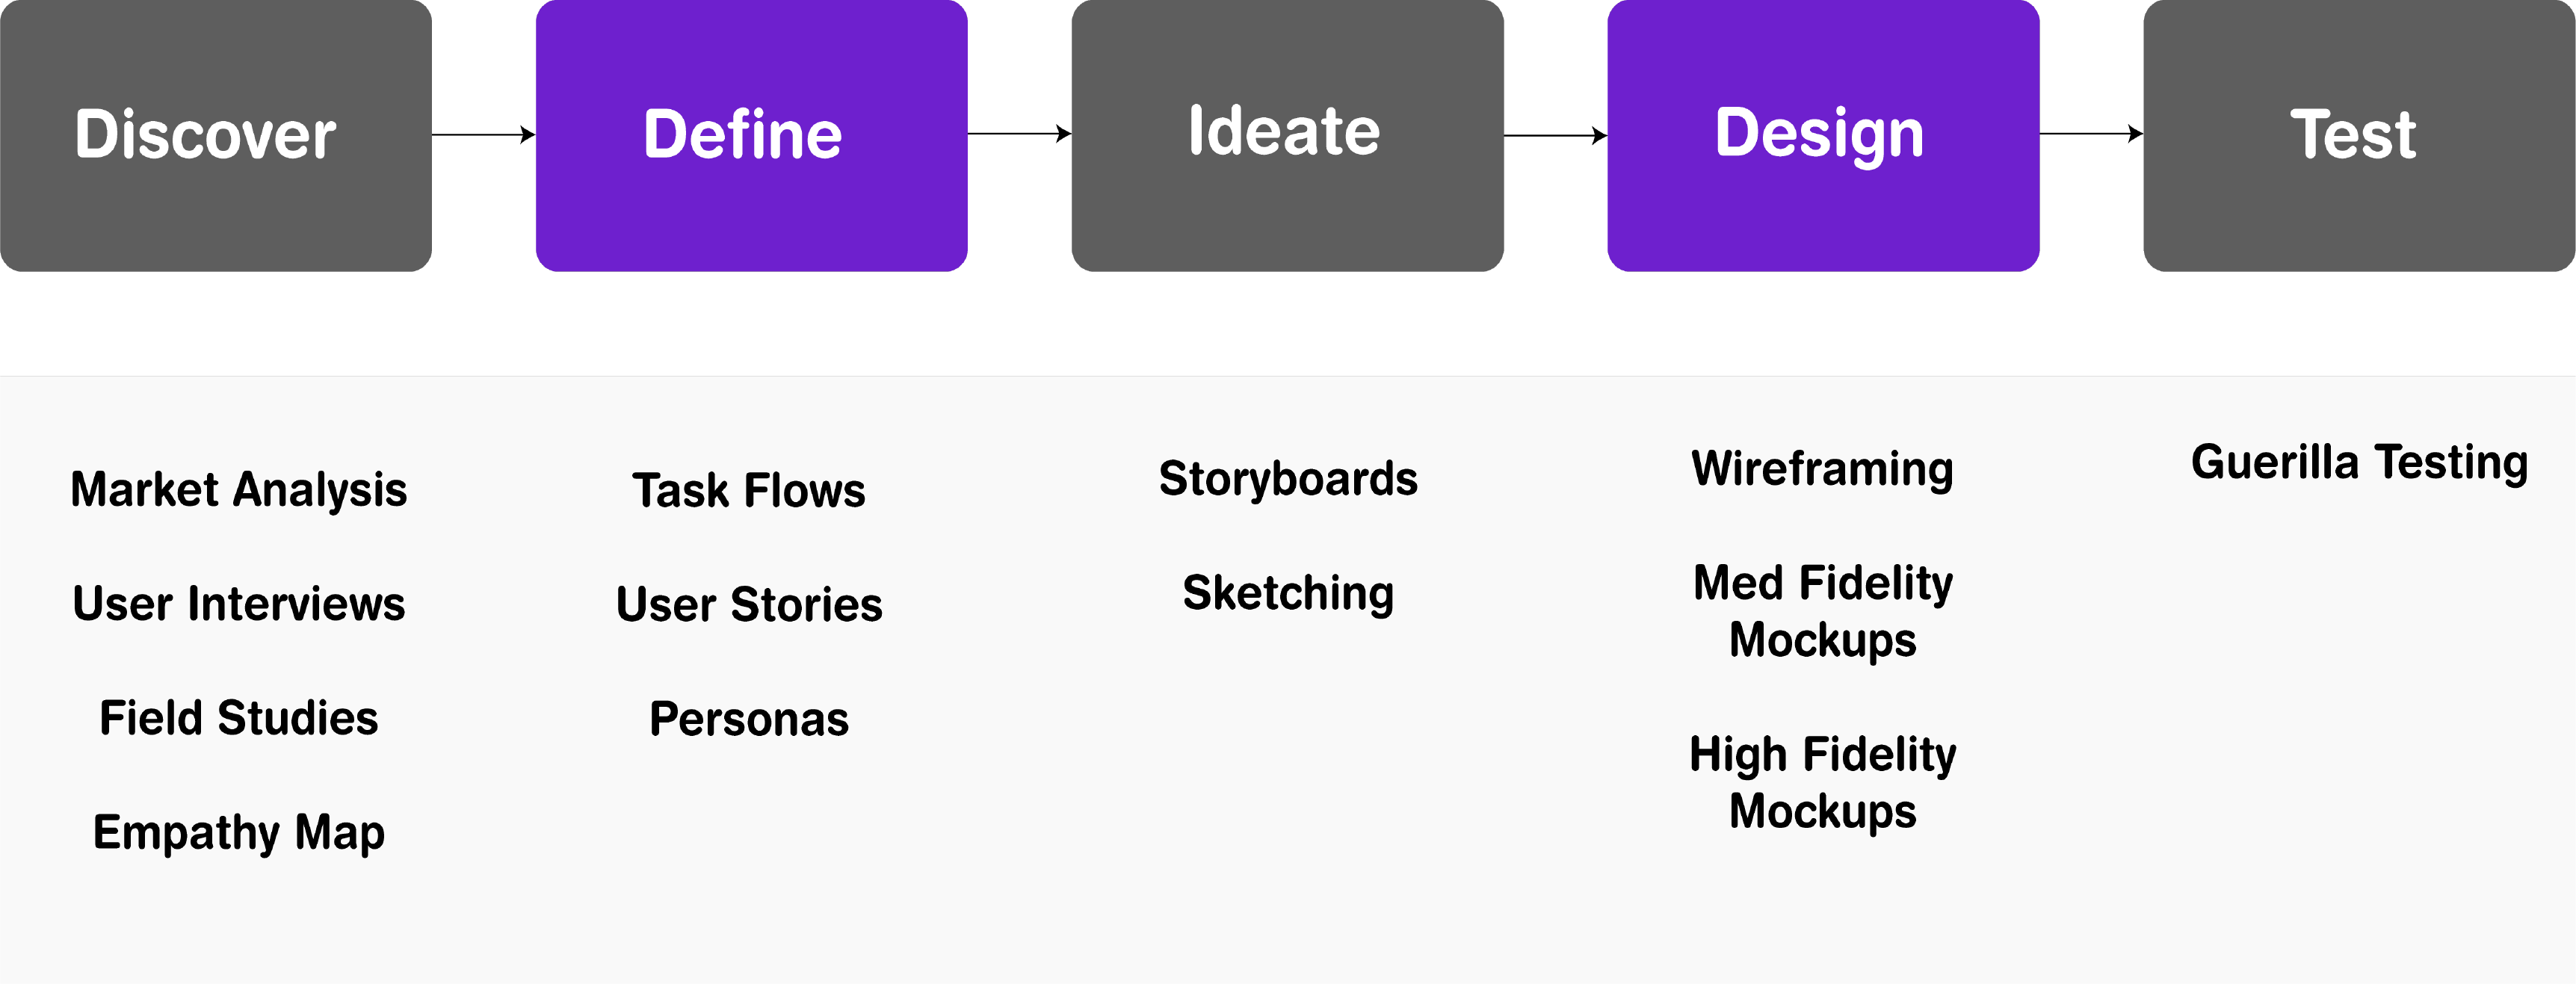 Discover
Define
Ideate
Design
Test
Market Analysis
User Interviews
Field Studies
Empathy Map
Task Flows
User Stories
Personas
Storyboards
Sketching
Wireframing
Med Fidelity
Mockups
High Fidelity
Mockups
Guerilla Testing